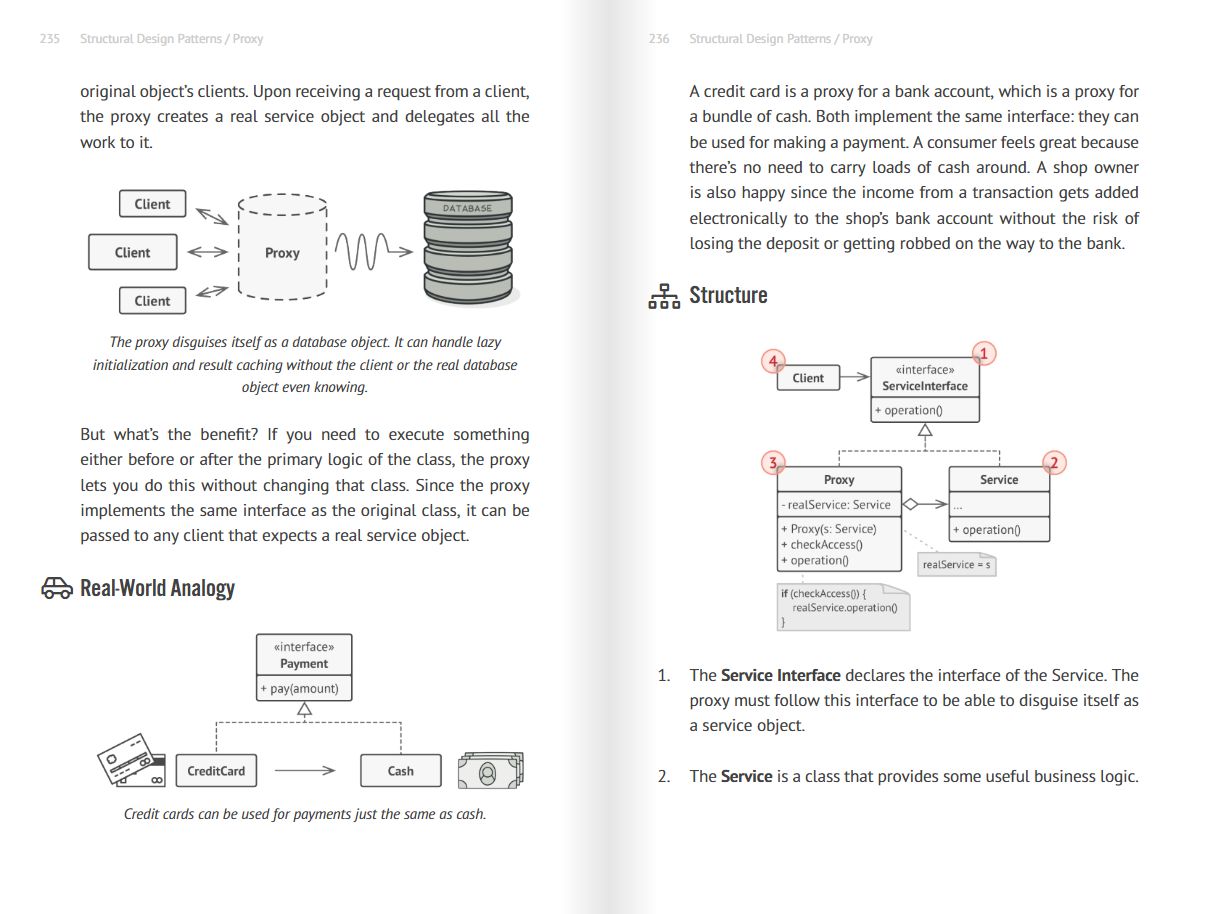 235 Structural Design Patterns / Proxy
original object's clients. Upon receiving a request from a client,
the proxy creates a real service object and delegates all the
work to it.
Client
Client
Client
Proxy
DATABASE
The proxy disguises itself as a database object. It can handle lazy
initialization and result caching without the client or the real database
object even knowing.
But what's the benefit? If you need to execute something
either before or after the primary logic of the class, the proxy
lets you do this without changing that class. Since the proxy
implements the same interface as the original class, it can be
passed to any client that expects a real service object.
Real-World Analogy
«interface»
Payment
+ pay(amount)
CreditCard
Cash
Credit cards can be used for payments just the same as cash.
236 Structural Design Patterns / Proxy
A credit card is a proxy for a bank account, which is a proxy for
a bundle of cash. Both implement the same interface: they can
be used for making a payment. A consumer feels great because
there's no need to carry loads of cash around. A shop owner
is also happy since the income from a transaction gets added
electronically to the shop's bank account without the risk of
losing the deposit or getting robbed on the way to the bank.
Structure
4
Client
1
«interface»
ServiceInterface
+ operation()
3
Proxy
- realService: Service
+ Proxy(s: Service)
+ checkAccess()
+ operation()
2
Service
...
+ operation()
realService = s
if (checkAccess()) {
realService.operation()
}
1. The Service Interface declares the interface of the Service. The
proxy must follow this interface to be able to disguise itself as
a service object.
2. The Service is a class that provides some useful business logic.